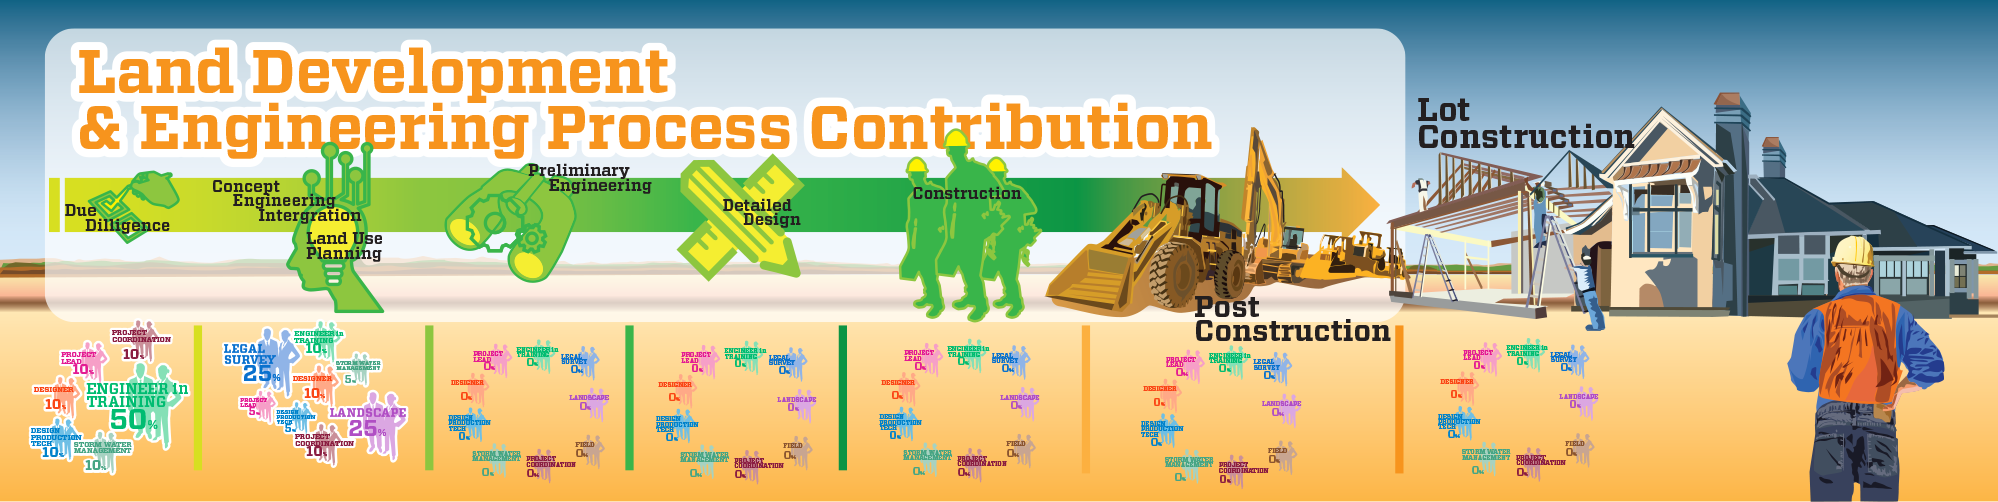 Land Development
& Engineering Process Contribution
Lot
Construction
Due
Dilligence
Concept
Engineering
Intergration
Land Use
Planning
Preliminary
Engineering
Detailed
Design
Construction
Post
Construction
PROJECT
COORDINATION
10%
PROJECT
LEAD
10%
DESIGNER
10%
ENGINEER in
TRAINING
50%
DESIGN
PRODUCTION
TECH
10%
STORM WATER
MANAGEMENT
10%
LEGAL
SURVEY
25%
ENGINEER in
TRAINING
10%
STORM WATER
MANAGEMENT
5%
DESIGNER
10%
PROJECT
LEAD
5%
DESIGN
PRODUCTION
TECH
5%
LANDSCAPE
25%
PROJECT
COORDINATION
10%
PROJECT
LEAD
0%
ENGINEER in
TRAINING
0%
LEGAL
SURVEY
0%
DESIGNER
0%
LANDSCAPE
0%
DESIGN
PRODUCTION
TECH
0%
FIELD
0%
STORM WATER
MANAGEMENT
0%
PROJECT
COORDINATION
0%
PROJECT
LEAD
0%
ENGINEER in
TRAINING
0%
LEGAL
SURVEY
0%
DESIGNER
0%
LANDSCAPE
0%
DESIGN
PRODUCTION
TECH
0%
FIELD
0%
STORM WATER
MANAGEMENT
0%
PROJECT
COORDINATION
0%
PROJECT
LEAD
0%
ENGINEER in
TRAINING
0%
LEGAL
SURVEY
0%
DESIGNER
0%
LANDSCAPE
0%
DESIGN
PRODUCTION
TECH
0%
FIELD
0%
STORM WATER
MANAGEMENT
0%
PROJECT
COORDINATION
0%
PROJECT
LEAD
0%
ENGINEER in
TRAINING
0%
LEGAL
SURVEY
0%
DESIGNER
0%
LANDSCAPE
0%
DESIGN
PRODUCTION
TECH
0%
FIELD
0%
STORM WATER
MANAGEMENT
0%
PROJECT
COORDINATION
0%
PROJECT
LEAD
0%
ENGINEER in
TRAINING
0%
LEGAL
SURVEY
0%
DESIGNER
0%
LANDSCAPE
0%
DESIGN
PRODUCTION
TECH
0%
FIELD
0%
STORM WATER
MANAGEMENT
0%
PROJECT
COORDINATION
0%